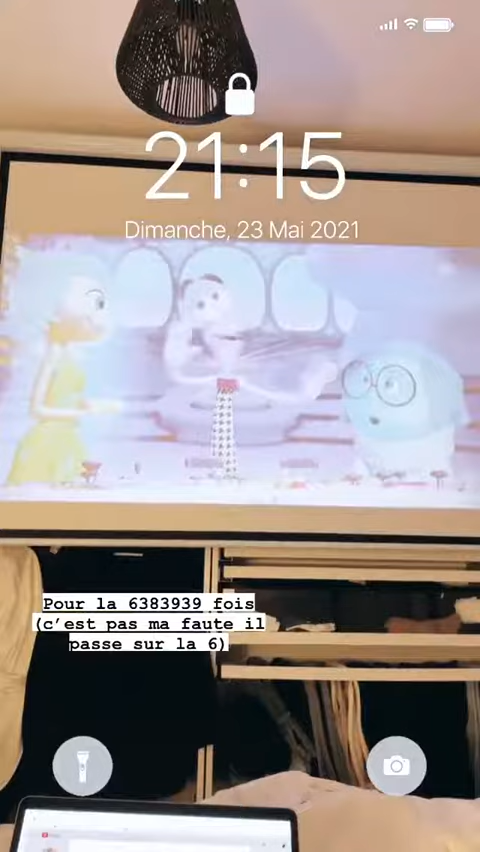 21:15
Dimanche, 23 Mai 2021
Pour la 6383939 fois
(c’est pas ma faute il
passe sur la 6)